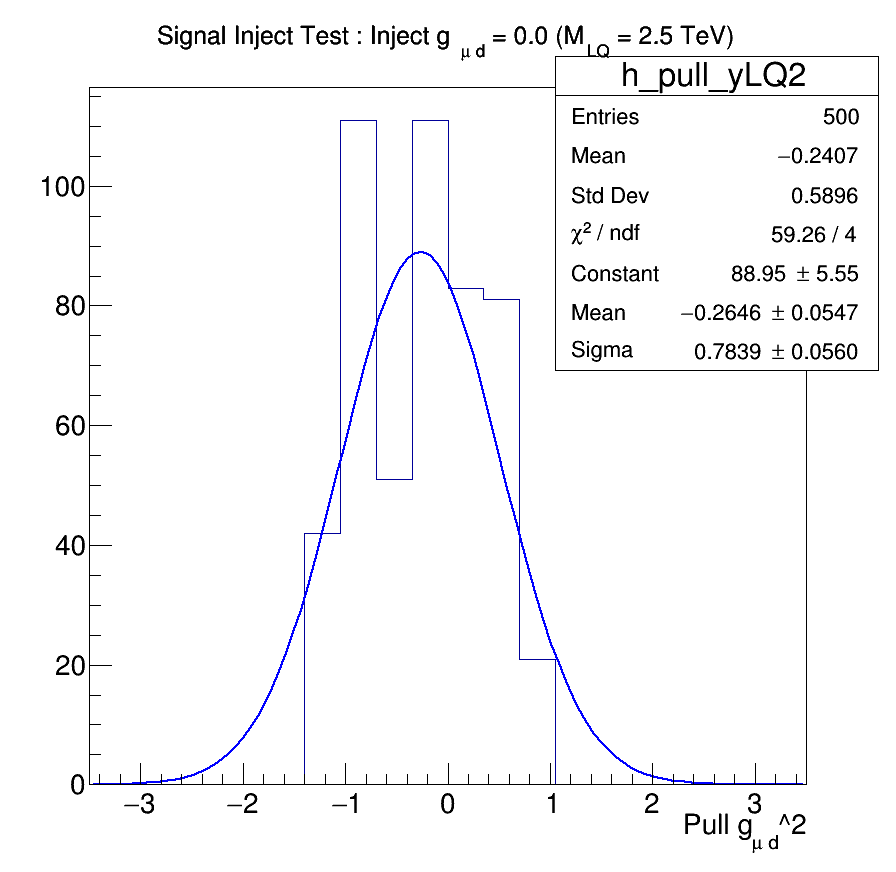 Signal Inject Test : Inject g μ d = 0.0 (M LQ = 2.5 TeV)
h_pull_yLQ2
Entries 500
Mean −0.2407
Std Dev 0.5896
χ² / ndf 59.26 / 4
Constant 88.95 ± 5.55
Mean −0.2646 ± 0.0547
Sigma 0.7839 ± 0.0560
100
80
60
40
20
0
−3 −2 −1 0 1 2 3
Pull g μ d ^2